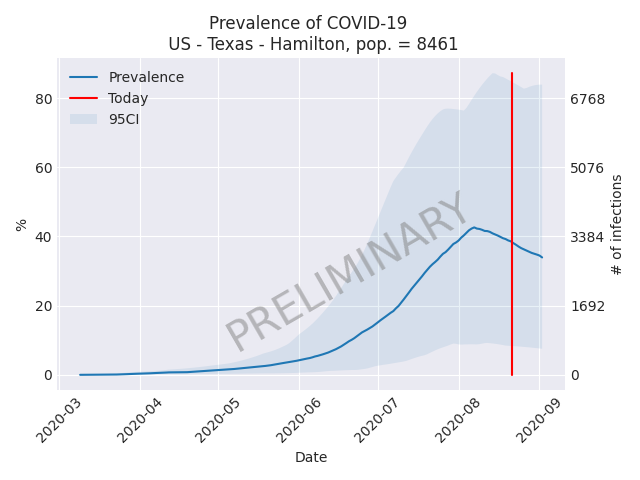 Prevalence of COVID-19
US - Texas - Hamilton, pop. = 8461
Prevalence
Today
95CI
PRELIMINARY
%
80
60
40
20
0
# of infections
6768
5076
3384
1692
0
2020-03
2020-04
2020-05
2020-06
2020-07
2020-08
2020-09
Date